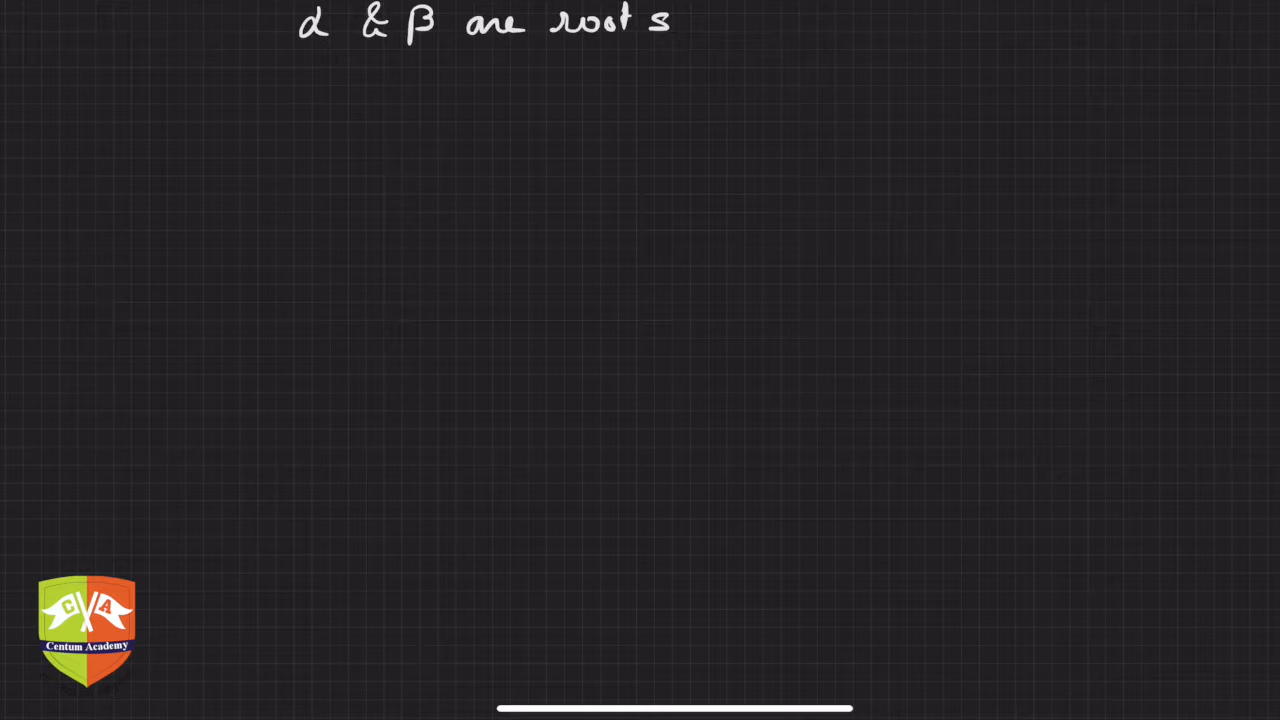 α & β are roots
C A
Centum Academy